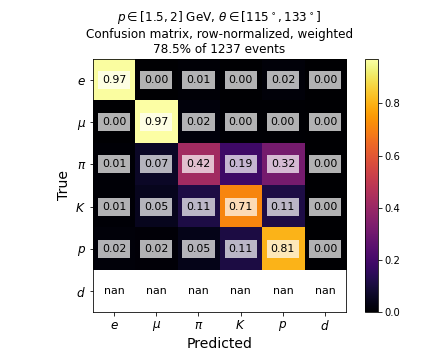 p ∈ [1.5, 2] GeV, θ ∈ [115°, 133°]
Confusion matrix, row-normalized, weighted
78.5% of 1237 events
e 0.97 0.00 0.01 0.00 0.02 0.00
μ 0.00 0.97 0.02 0.00 0.00 0.00
π 0.01 0.07 0.42 0.19 0.32 0.00
K 0.01 0.05 0.11 0.71 0.11 0.00
p 0.02 0.02 0.05 0.11 0.81 0.00
d nan nan nan nan nan nan
e μ π K p d
Predicted
True
0.8
0.6
0.4
0.2
0.0